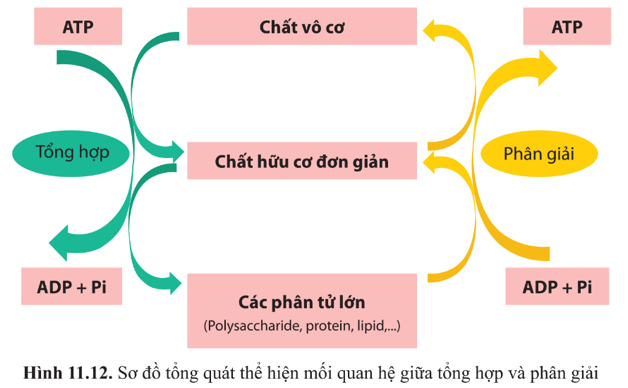 ATP
Chất vô cơ
ATP
Tổng hợp
Chất hữu cơ đơn giản
Phân giải
ADP + Pi
Các phân tử lớn
(Polysaccharide, protein, lipid,...)
ADP + Pi
Hình 11.12. Sơ đồ tổng quát thể hiện mối quan hệ giữa tổng hợp và phân giải